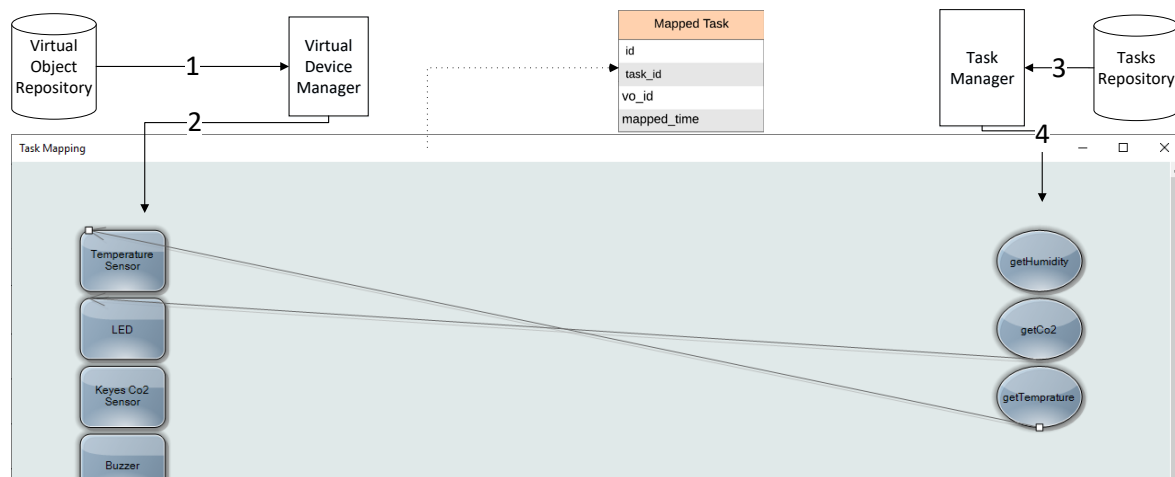 Virtual
Object
Repository
1
Virtual
Device
Manager
Mapped Task
id
task_id
vo_id
mapped_time
Task
Manager
3
Tasks
Repository
2
4
Task Mapping
Temperature
Sensor
LED
Keyes Co2
Sensor
Buzzer
getHumidity
getCo2
getTemprature